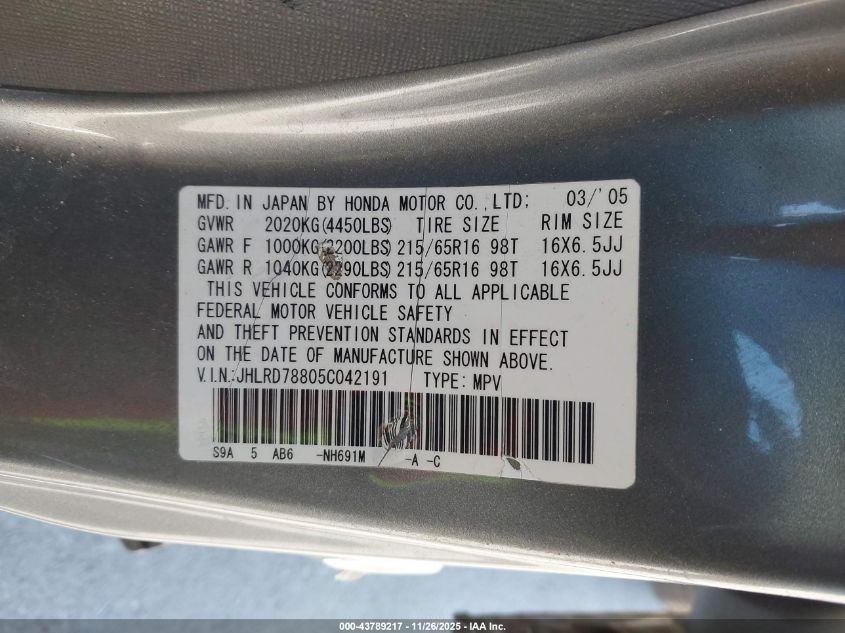 MFD. IN JAPAN BY HONDA MOTOR CO., LTD; 03/'05
GVWR 2020KG(4450LBS) TIRE SIZE RIM SIZE
GAWR F 1000KG(2200LBS) 215/65R16 98T 16X6.5JJ
GAWR R 1040KG(2290LBS) 215/65R16 98T 16X6.5JJ
THIS VEHICLE CONFORMS TO ALL APPLICABLE
FEDERAL MOTOR VEHICLE SAFETY
AND THEFT PREVENTION STANDARDS IN EFFECT
ON THE DATE OF MANUFACTURE SHOWN ABOVE.
V.I.N.:JHLRD78805C042191 TYPE: MPV
S9A 5 AB6 -NH691M -A -C
000-43789217 - 11/26/2025 - IAA Inc.